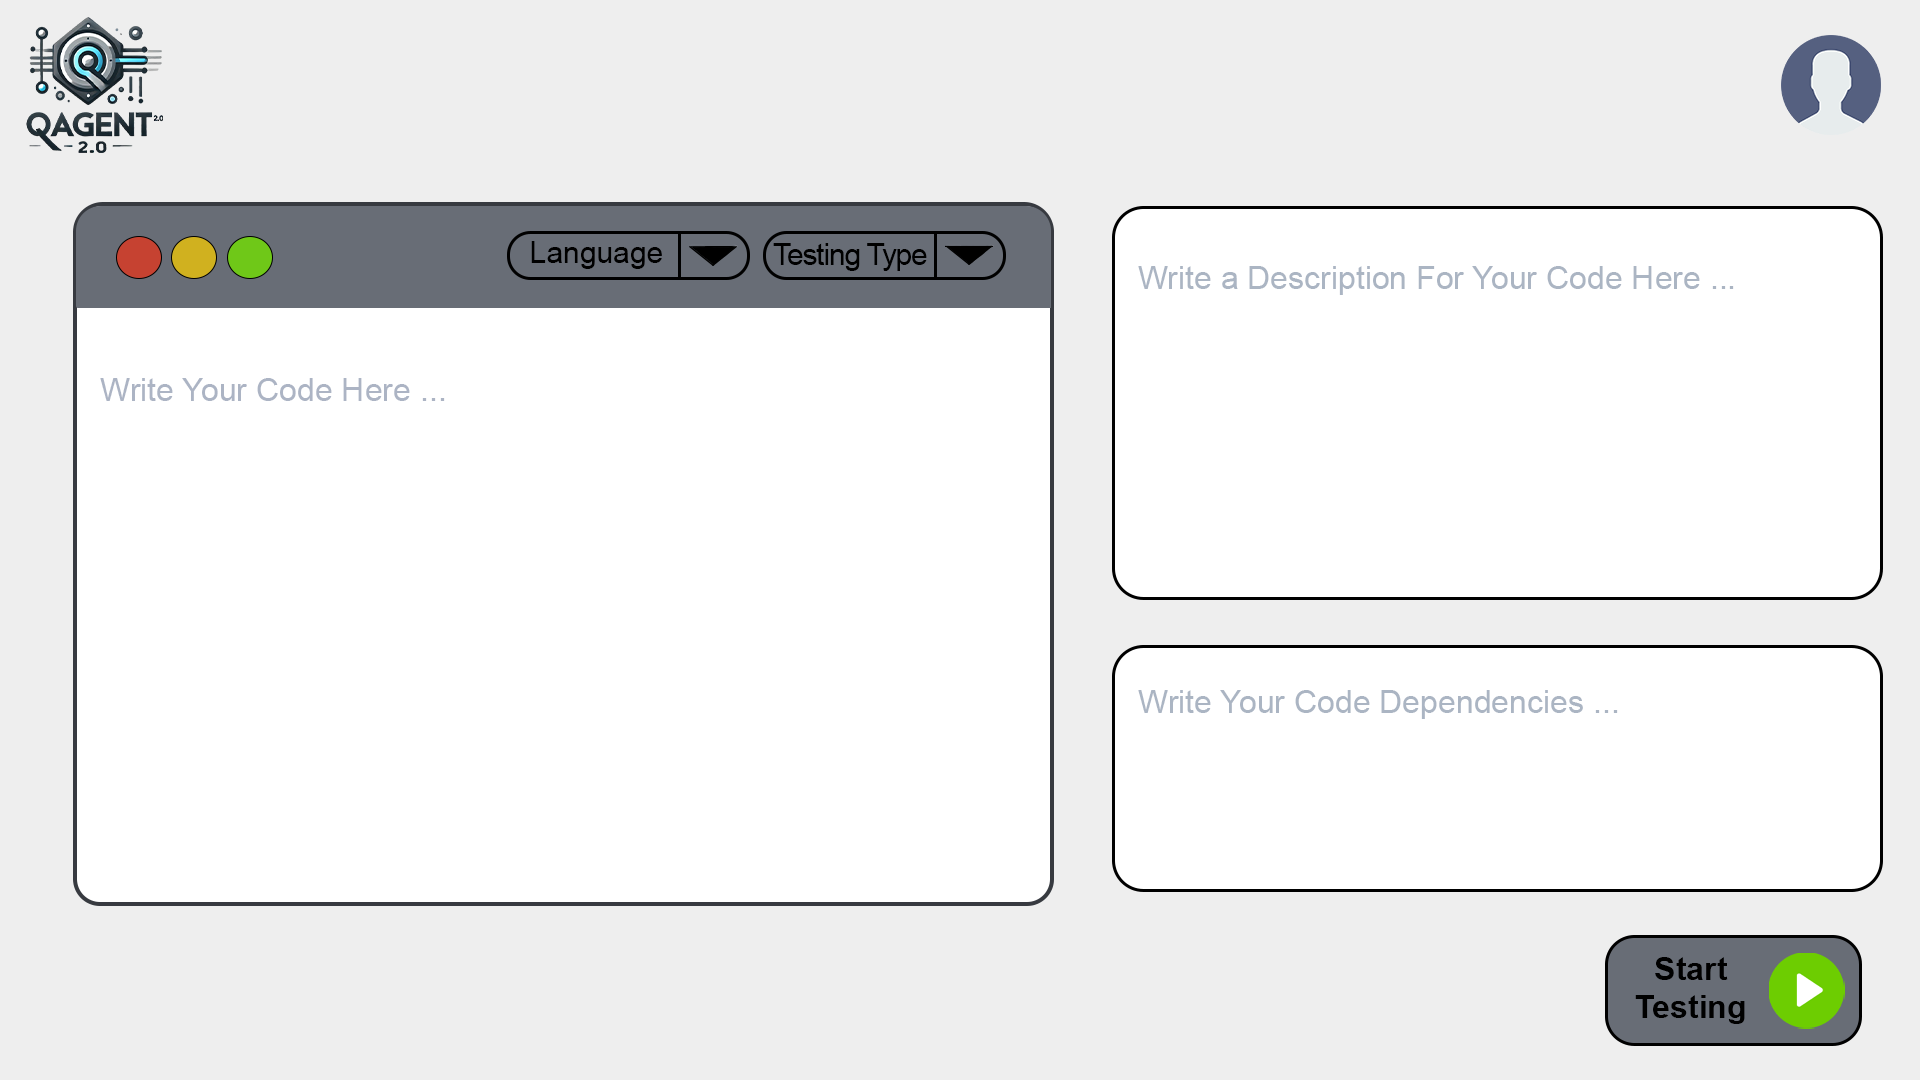 QAGENT 2.0
2.0
Language
Testing Type
Write a Description For Your Code Here ...
Write Your Code Here ...
Write Your Code Dependencies ...
Start
Testing